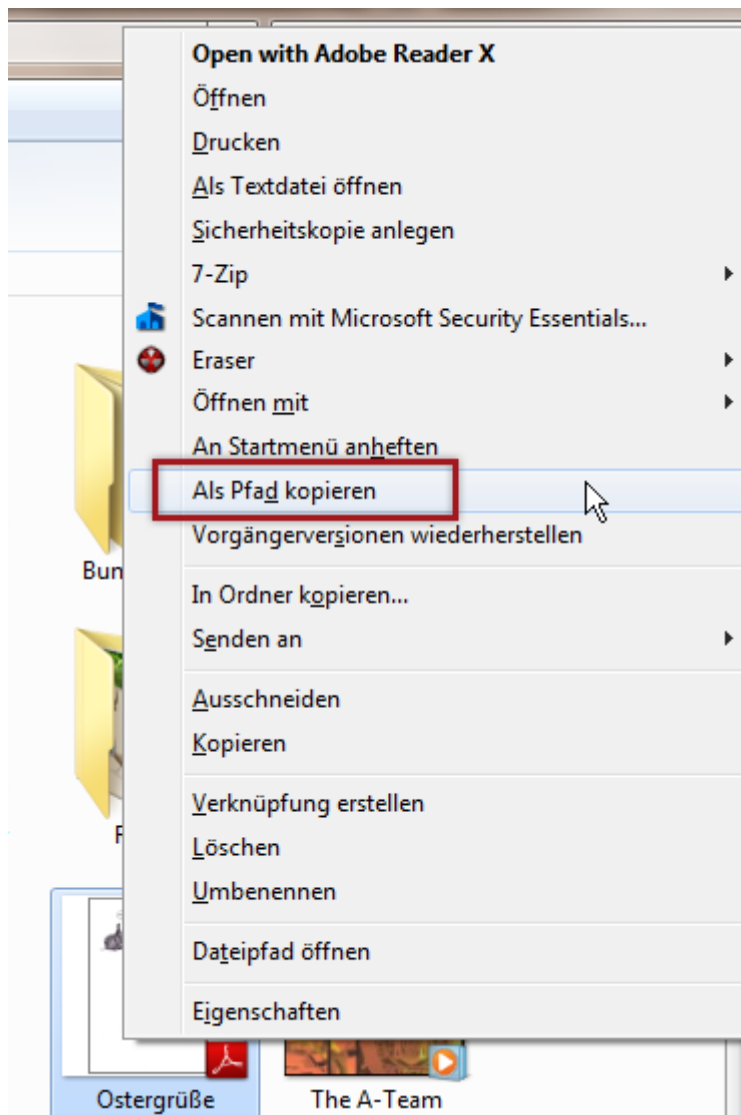 Open with Adobe Reader X
Öffnen
Drucken
Als Textdatei öffnen
Sicherheitskopie anlegen
7-Zip
Scannen mit Microsoft Security Essentials...
Eraser
Öffnen mit
An Startmenü anheften
Als Pfad kopieren
Vorgängerversionen wiederherstellen
Bun
In Ordner kopieren...
Senden an
Ausschneiden
Kopieren
Verknüpfung erstellen
F
Löschen
Umbenennen
Dateipfad öffnen
Eigenschaften
Ostergrüße
The A-Team